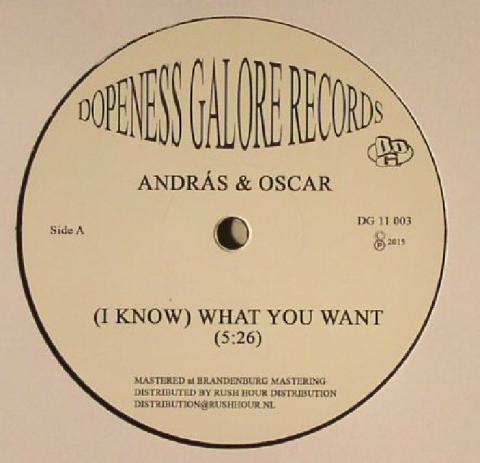 DOPENESS GALORE RECORDS
DDH
ANDRÁS & OSCAR
Side A
DG 11 003
© ℗ 2015
(I KNOW) WHAT YOU WANT
(5:26)
MASTERED at BRANDENBURG MASTERING
DISTRIBUTED BY RUSH HOUR DISTRIBUTION
DISTRIBUTION@RUSHHOUR.NL